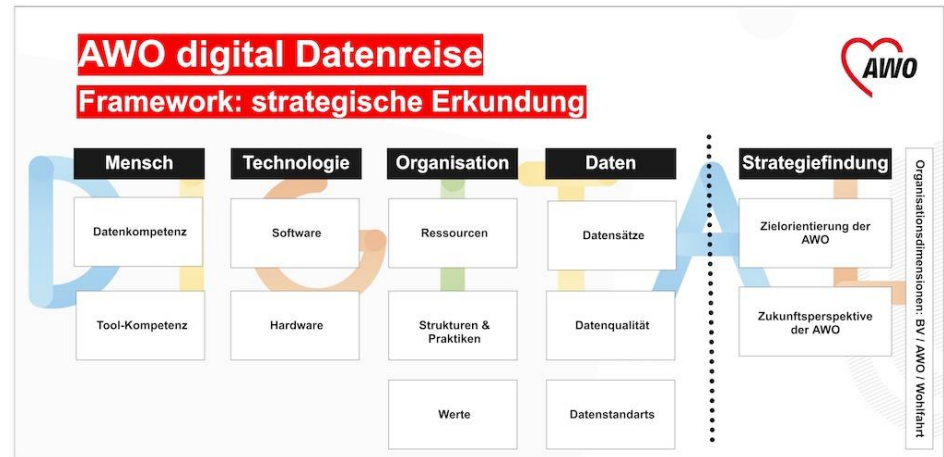 AWO digital Datenreise
Framework: strategische Erkundung
AWO
Mensch
Technologie
Organisation
Daten
Strategiefindung
Datenkompetenz
Software
Ressourcen
Datensätze
Zielorientierung der
AWO
Tool-Kompetenz
Hardware
Strukturen &
Praktiken
Datenqualität
Zukunftsperspektive
der AWO
Werte
Datenstandarts
Organisationsdimensionen: BV / AWO / Wohlfahrt
DIGITAL